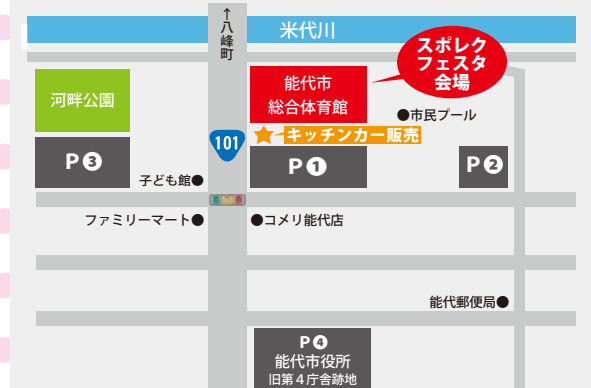 ↑八峰町
米代川
スポレク
フェスタ
会場
能代市
総合体育館
河畔公園
●市民プール
キッチンカー販売
101
P❸
P❶
P❷
子ども館●
ファミリーマート●
●コメリ能代店
能代郵便局●
P❹
能代市役所
旧第4庁舎跡地